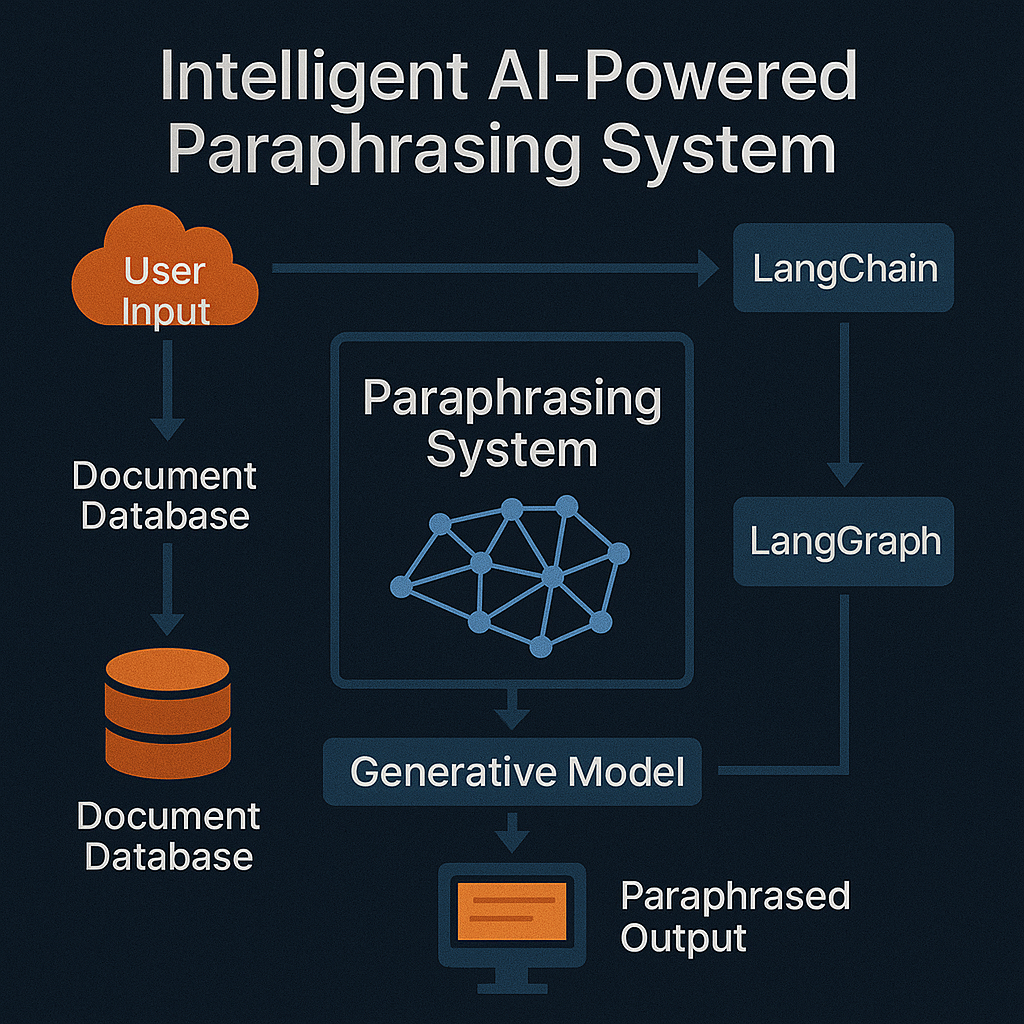 Intelligent AI-Powered
Paraphrasing System
User
Input
LangChain
Paraphrasing
System
Document
Database
LangGraph
Generative Model
Document
Database
Paraphrased
Output